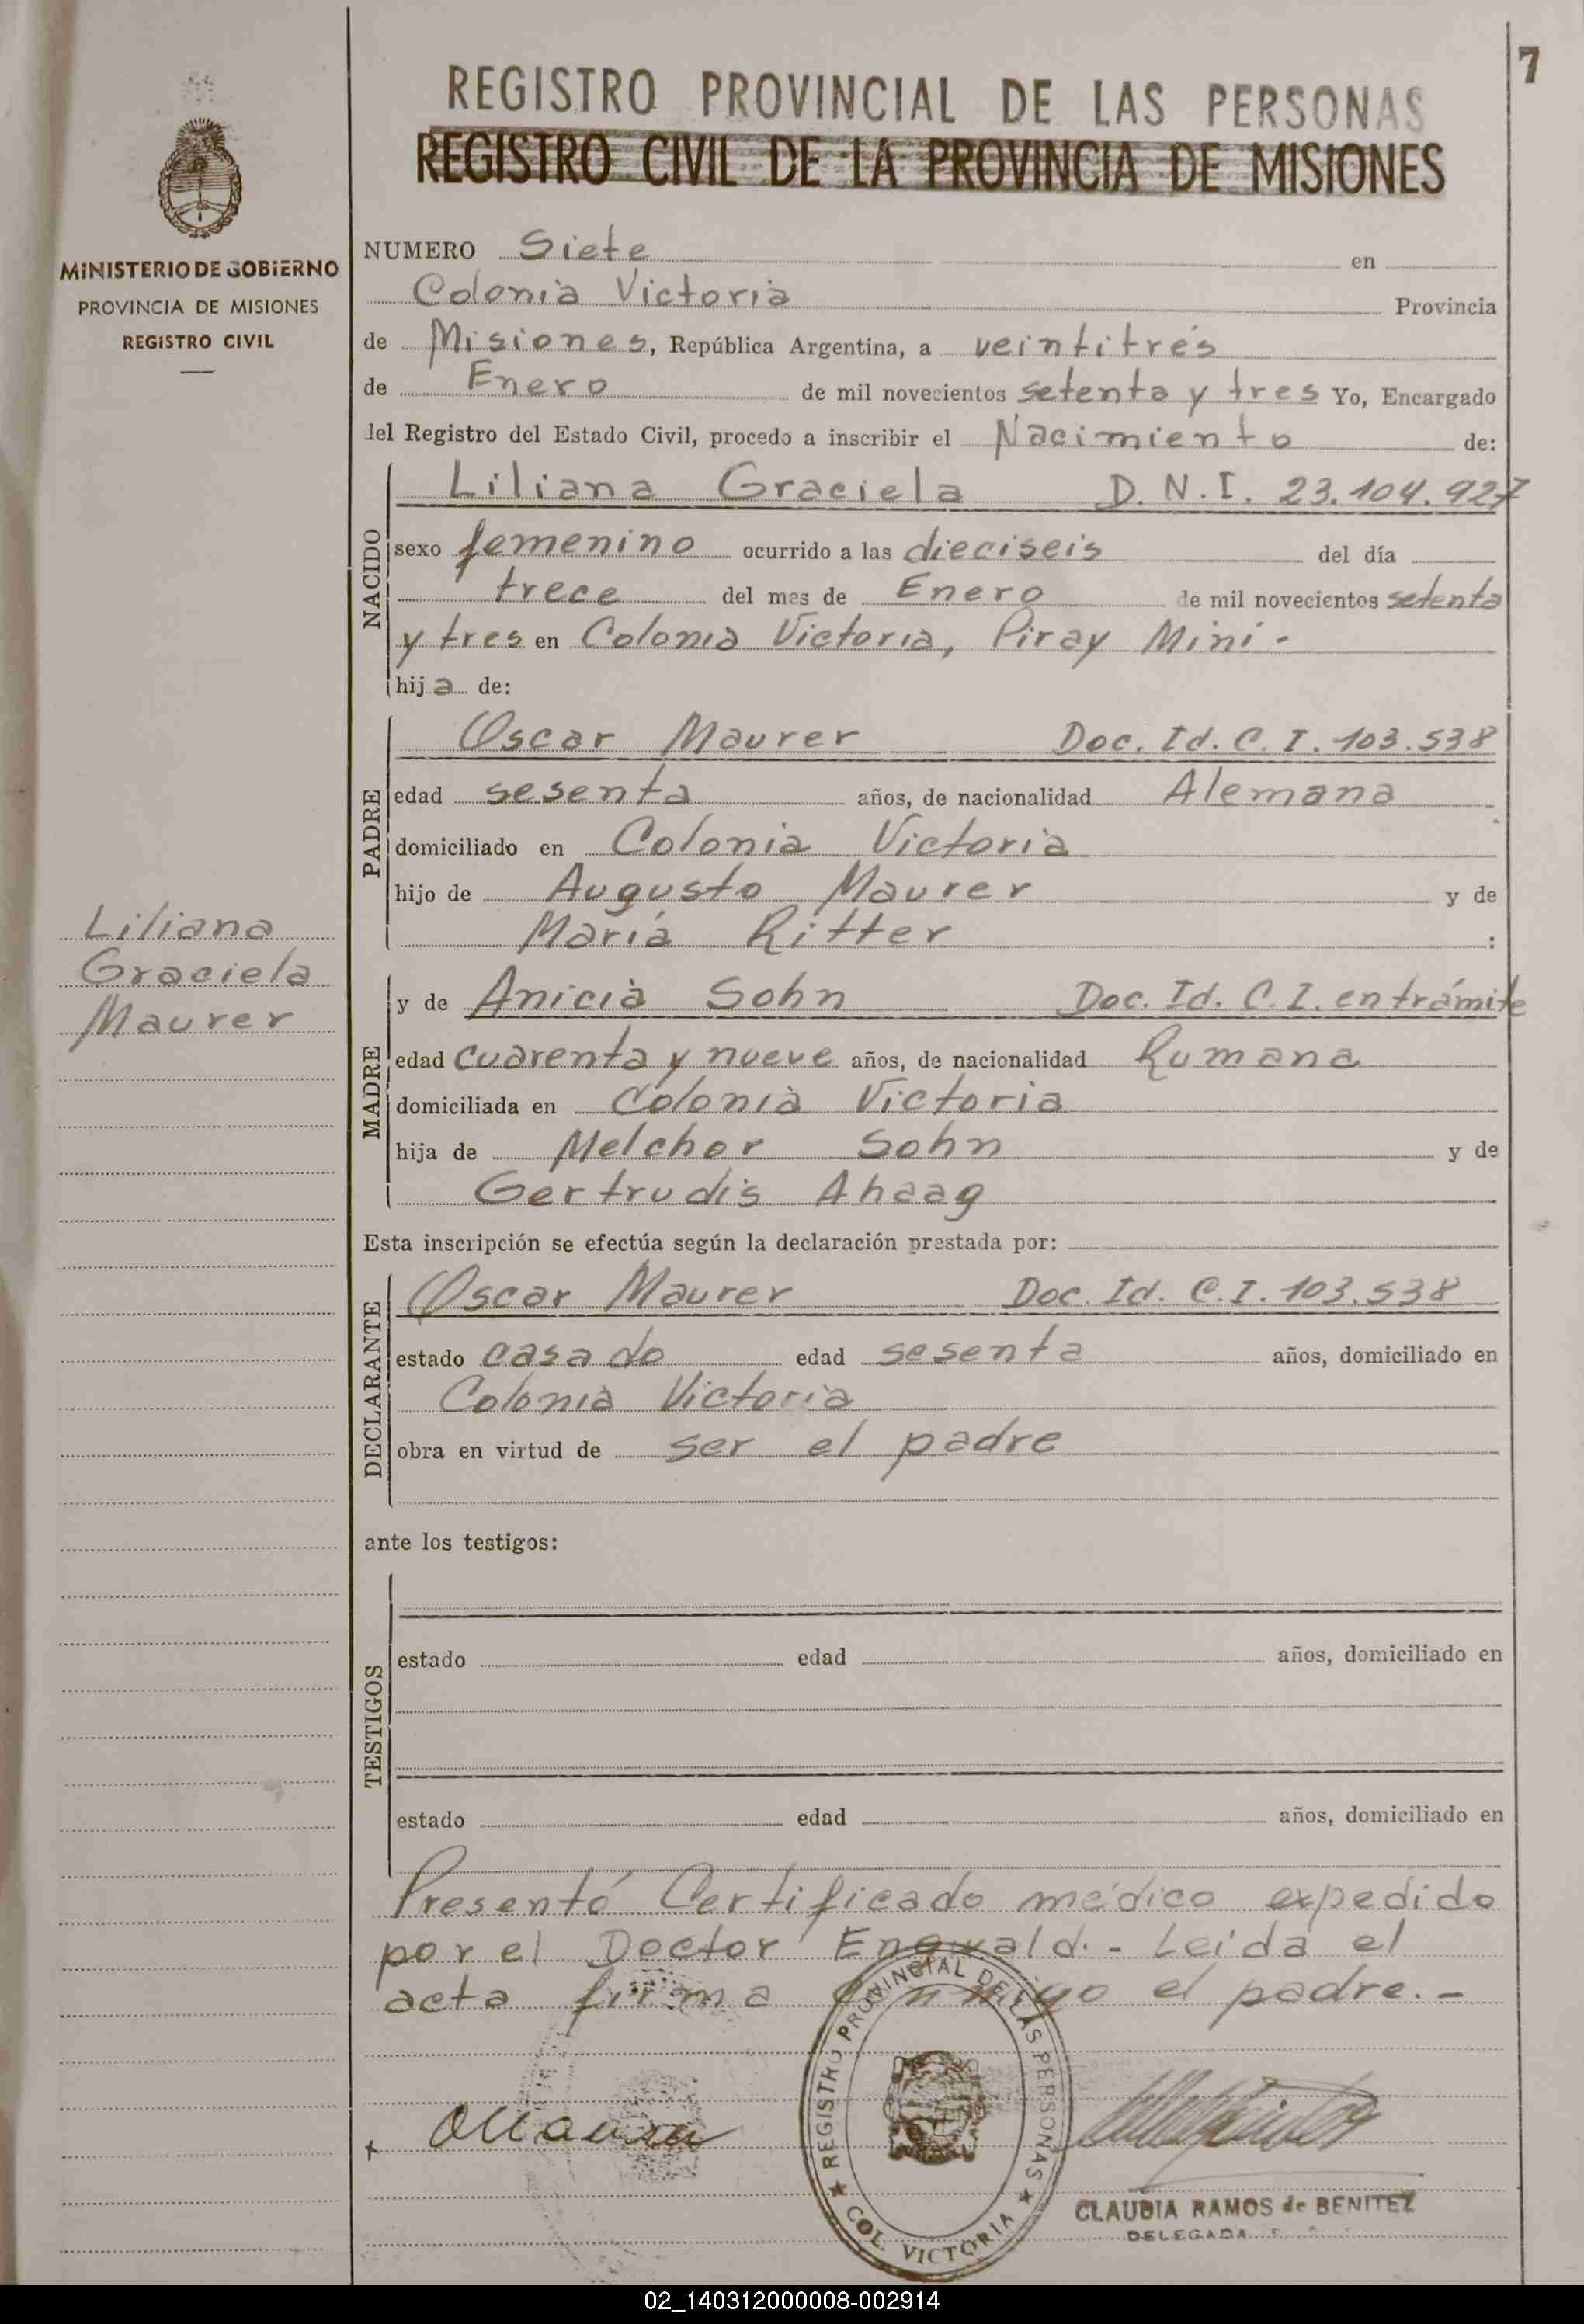 7
REGISTRO PROVINCIAL DE LAS PERSONAS
REGISTRO CIVIL DE LA PROVINCIA DE MISIONES
MINISTERIO DE GOBIERNO
PROVINCIA DE MISIONES
REGISTRO CIVIL
NUMERO Siete en
Colonia Victoria Provincia
de Misiones, República Argentina, a veintitrés
de Enero de mil novecientos setenta y tres Yo, Encargado
del Registro del Estado Civil, procedo a inscribir el Nacimiento de:
NACIDO
Liliana Graciela D.N.I. 23.104.927
sexo femenino ocurrido a las dieciseis del día
trece del mes de Enero de mil novecientos setenta
y tres en Colonia Victoria, Piray Mini.-
hija de:
PADRE
Oscar Maurer Doc. Id. C. I. 103.538
edad sesenta años, de nacionalidad Alemana
domiciliado en Colonia Victoria
hijo de Augusto Maurer y de
María Ritter :
Liliana
Graciela
Maurer
MADRE
y de Anicia Sohn Doc. Id. C. I. en trámite
edad cuarenta y nueve años, de nacionalidad Rumana
domiciliada en Colonia Victoria
hija de Melchor Sohn y de
Gertrudis Ahaag
Esta inscripción se efectúa según la declaración prestada por:
DECLARANTE
Oscar Maurer Doc. Id. C. I. 103.538
estado casado edad sesenta años, domiciliado en
Colonia Victoria
obra en virtud de ser el padre
ante los testigos:
TESTIGOS
estado edad años, domiciliado en
estado edad años, domiciliado en
Presentó Certificado médico expedido
por el Doctor Engwald.- Leida el
acta firma conmigo el padre.-
OMaurer
REGISTRO PROVINCIAL DE LAS PERSONAS
COL. VICTORIA
CLAUDIA RAMOS de BENITEZ
DELEGADA
02_140312000008-002914